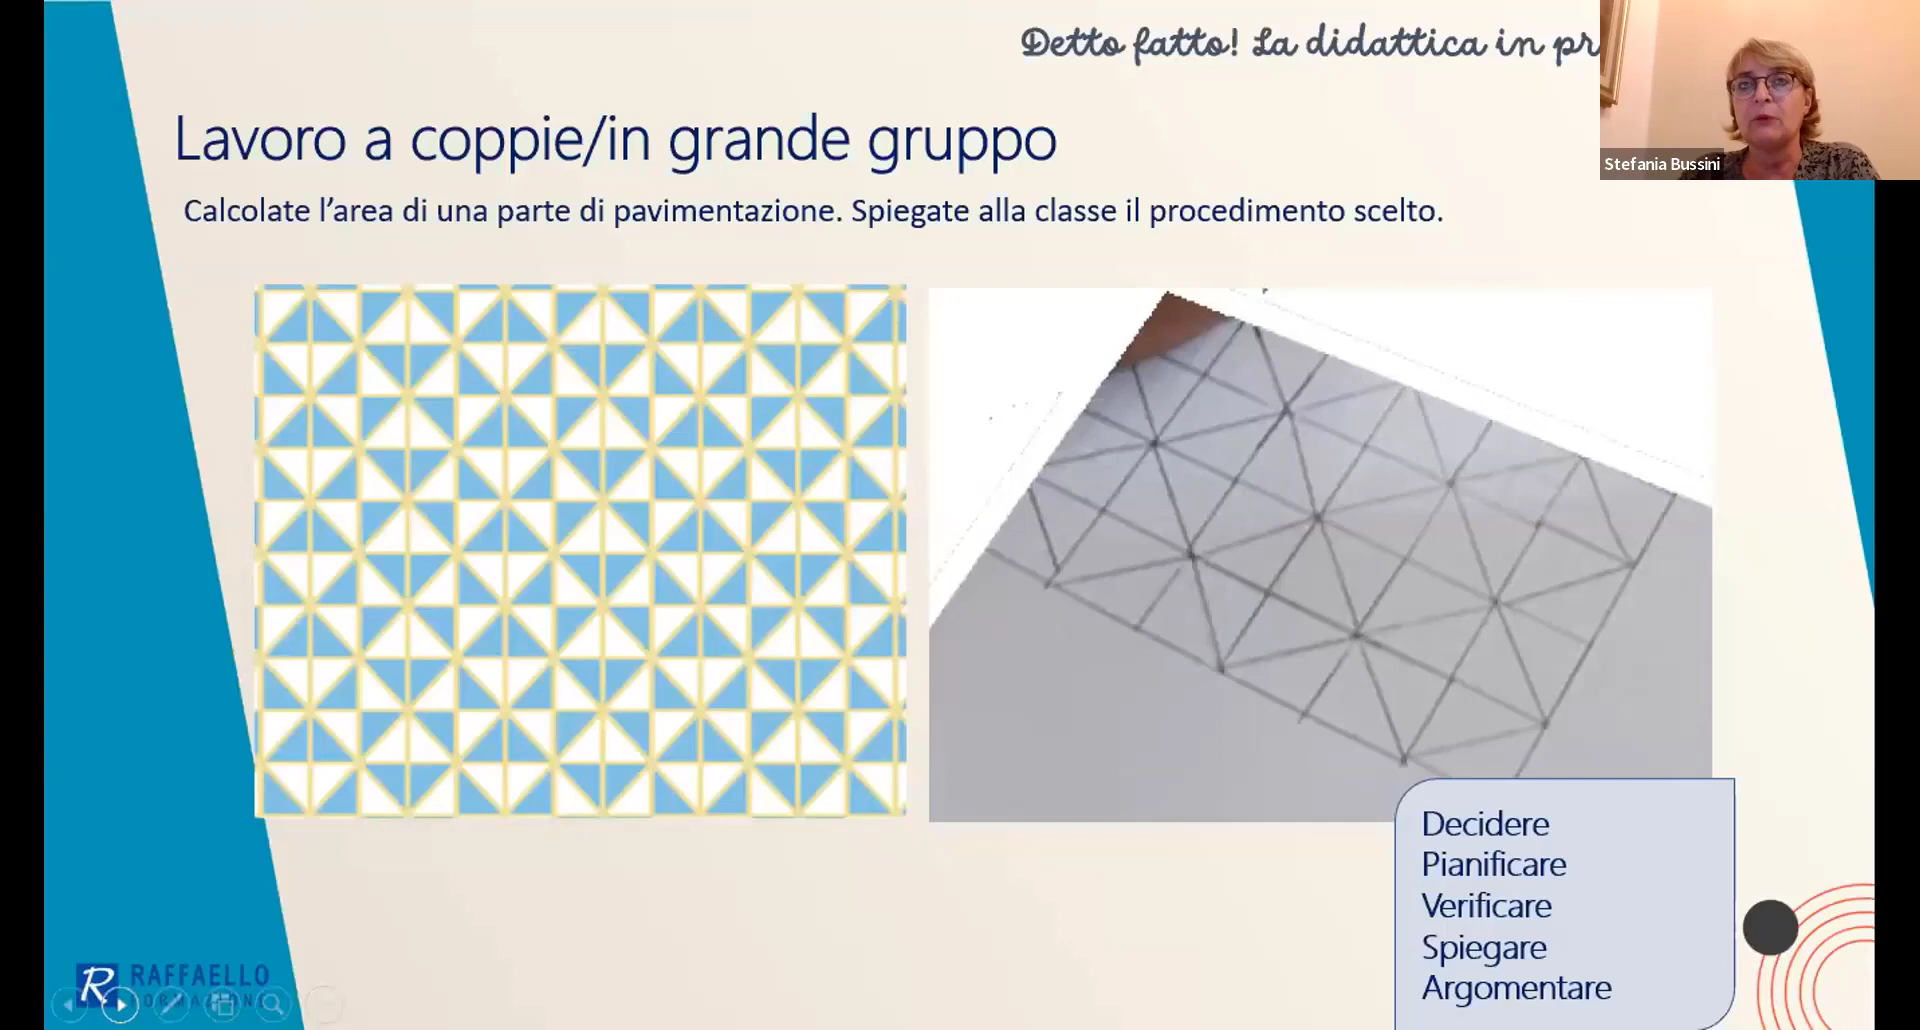 Detto fatto! La didattica in pr
Stefania Bussini
Lavoro a coppie/in grande gruppo
Calcolate l’area di una parte di pavimentazione. Spiegate alla classe il procedimento scelto.
Decidere
Pianificare
Verificare
Spiegare
Argomentare
R RAFFAELLO
FORMAZIONE